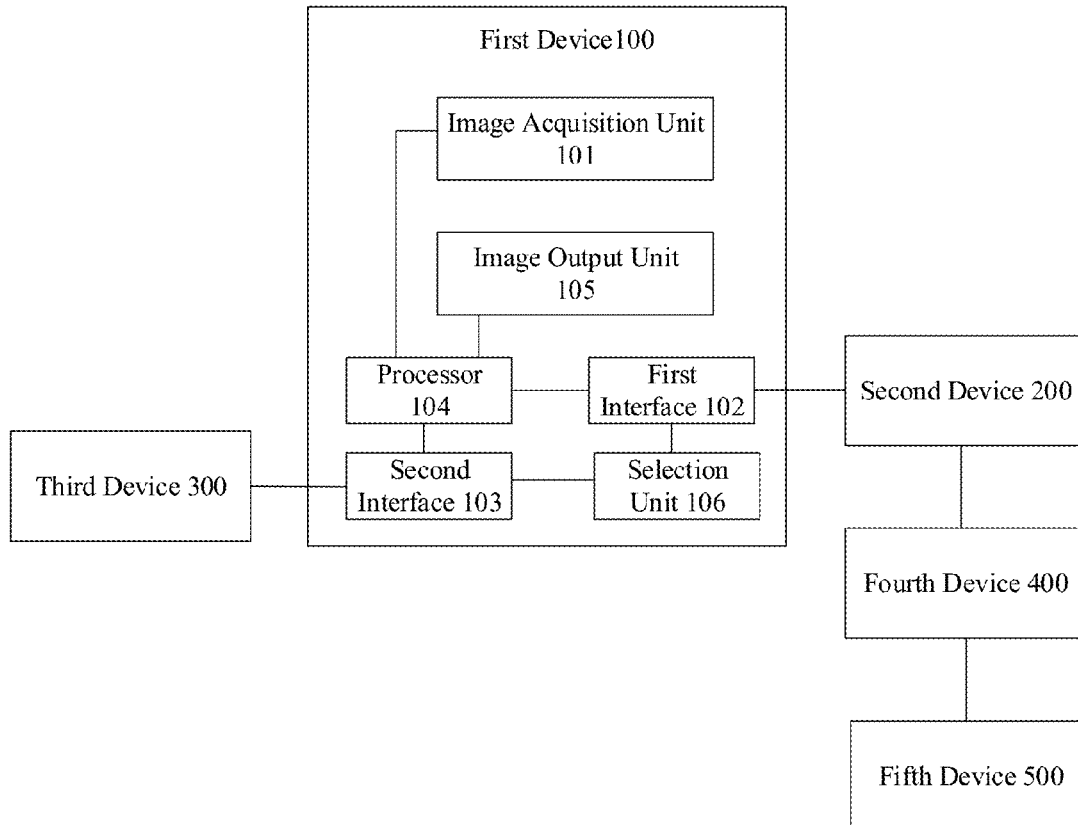 First Device100
Image Acquisition Unit
101
Image Output Unit
105
Processor
104
First
Interface 102
Second Device 200
Third Device 300
Second
Interface 103
Selection
Unit 106
Fourth Device 400
Fifth Device 500